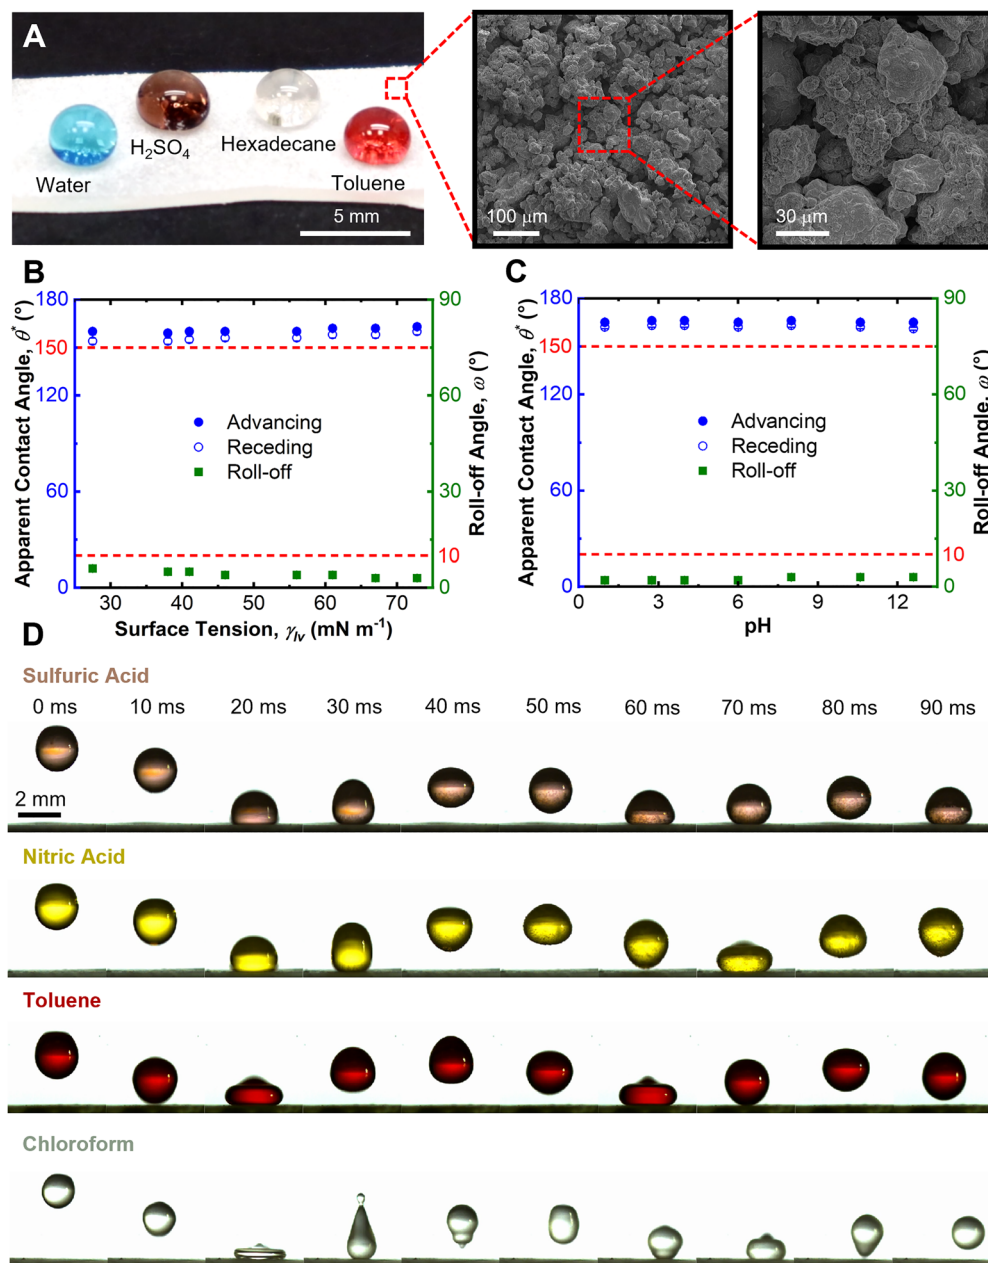 A
Water
H₂SO₄
Hexadecane
Toluene
5 mm
100 μm
30 μm
B
Apparent Contact Angle, θ* (°)
180
150
120
60
0
Advancing
Receding
Roll-off
90
60
30
10
0
Roll-off Angle, ω (°)
30
40
50
60
70
Surface Tension, γlv (mN m⁻¹)
C
Apparent Contact Angle, θ* (°)
180
150
120
60
0
Advancing
Receding
Roll-off
90
60
30
10
0
Roll-off Angle, ω (°)
0
3
6
9
12
pH
D
Sulfuric Acid
0 ms 10 ms 20 ms 30 ms 40 ms 50 ms 60 ms 70 ms 80 ms 90 ms
2 mm
Nitric Acid
Toluene
Chloroform